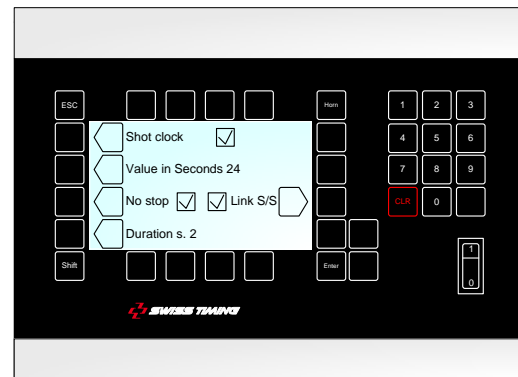 ESC
Horn
1 2 3
Shot clock
4 5 6
Value in Seconds 24
7 8 9
No stop Link S/S
CLR 0
Duration s. 2
Shift
Enter
1
0
SWISS TIMING